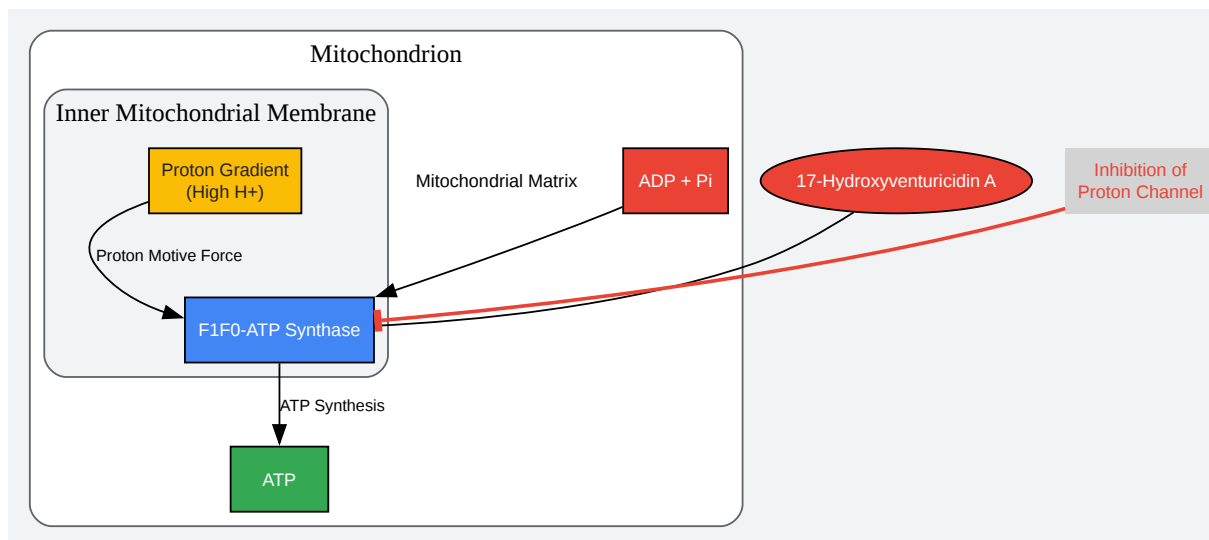 Mitochondrion
Inner Mitochondrial Membrane
Proton Gradient
(High H+)
Mitochondrial Matrix
ADP + Pi
17-Hydroxyventuricidin A
Inhibition of
Proton Channel
Proton Motive Force
F1F0-ATP Synthase
ATP Synthesis
ATP